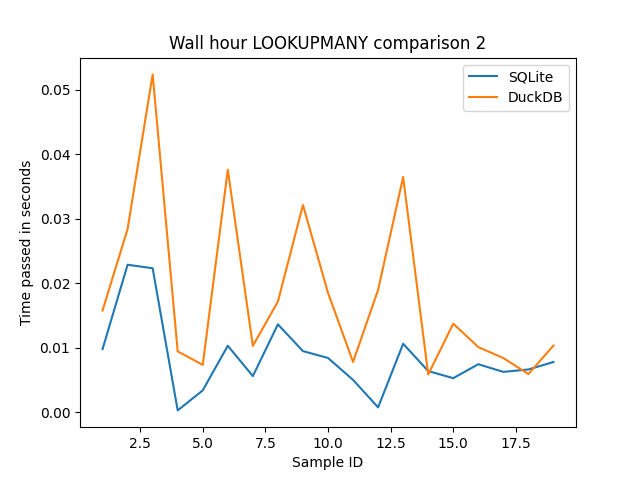 Wall hour LOOKUPMANY comparison 2
SQLite
DuckDB
0.05
0.04
0.03
0.02
0.01
0.00
Time passed in seconds
2.5 5.0 7.5 10.0 12.5 15.0 17.5
Sample ID